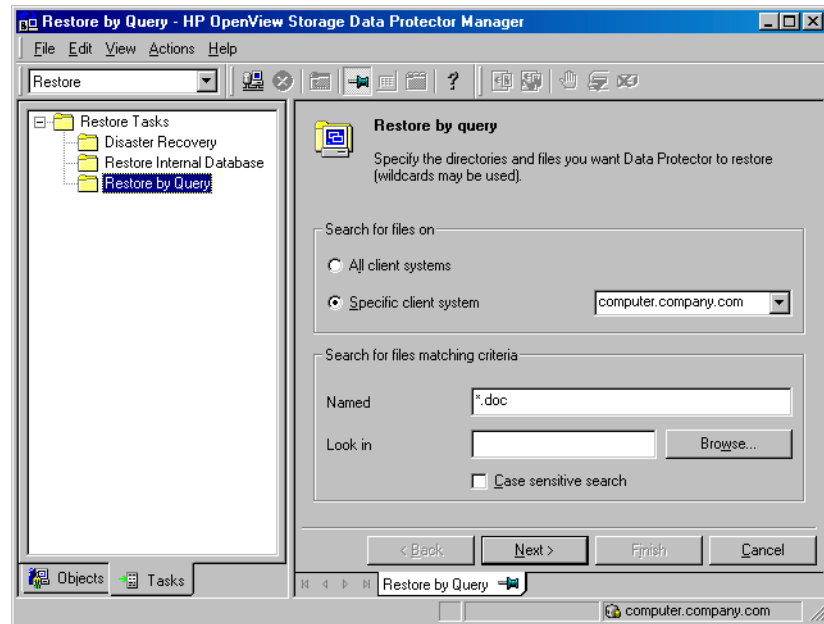 Restore by Query - HP OpenView Storage Data Protector Manager
File Edit View Actions Help
Restore
?
Restore Tasks
Disaster Recovery
Restore Internal Database
Restore by Query
Restore by query
Specify the directories and files you want Data Protector to restore
(wildcards may be used).
Search for files on
All client systems
Specific client system
computer.company.com
Search for files matching criteria
Named
*.doc
Look in
Browse...
Case sensitive search
< Back
Next >
Finish
Cancel
Objects
Tasks
Restore by Query
computer.company.com